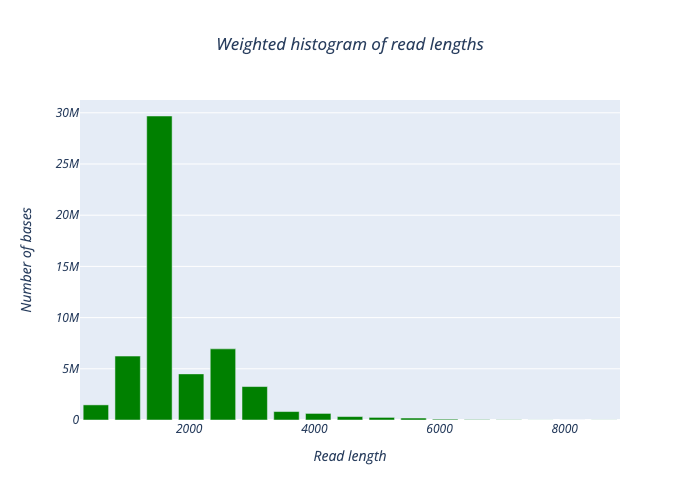 Weighted histogram of read lengths
Number of bases
30M
25M
20M
15M
10M
5M
0
2000 4000 6000 8000
Read length